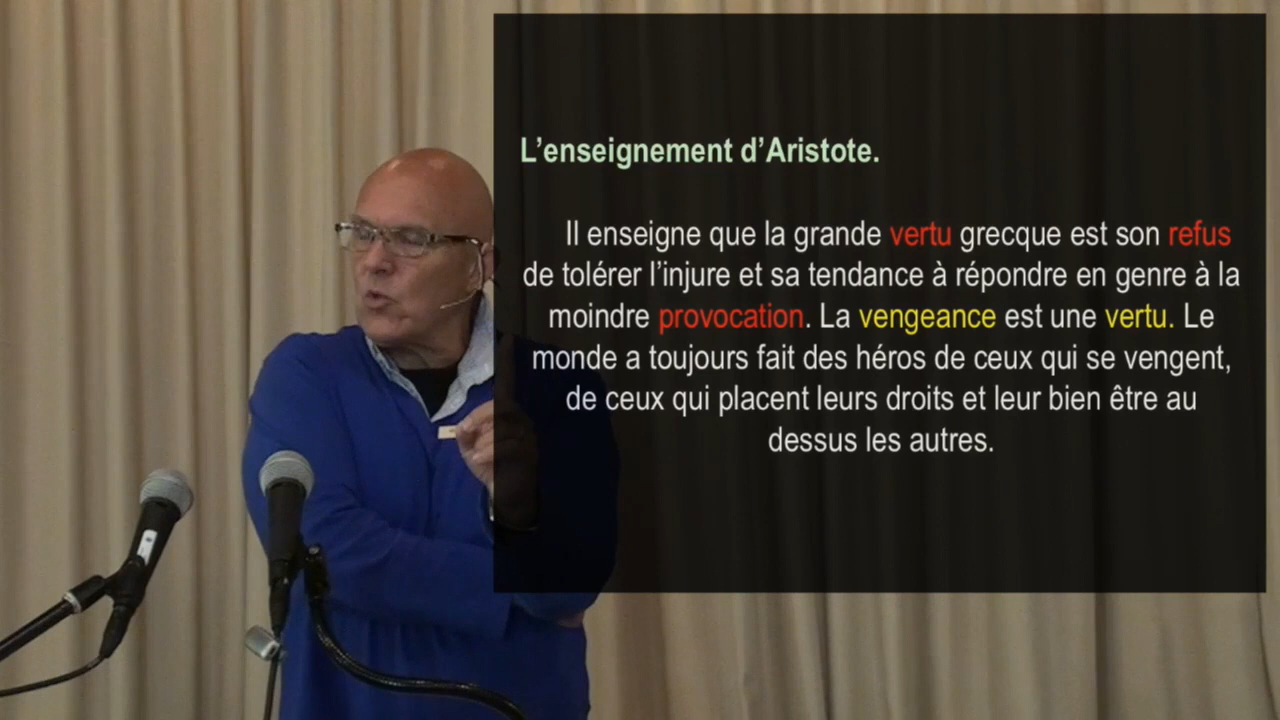 L’enseignement d’Aristote.
Il enseigne que la grande vertu grecque est son refus
de tolérer l’injure et sa tendance à répondre en genre à la
moindre provocation. La vengeance est une vertu. Le
monde a toujours fait des héros de ceux qui se vengent,
de ceux qui placent leurs droits et leur bien être au
dessus les autres.